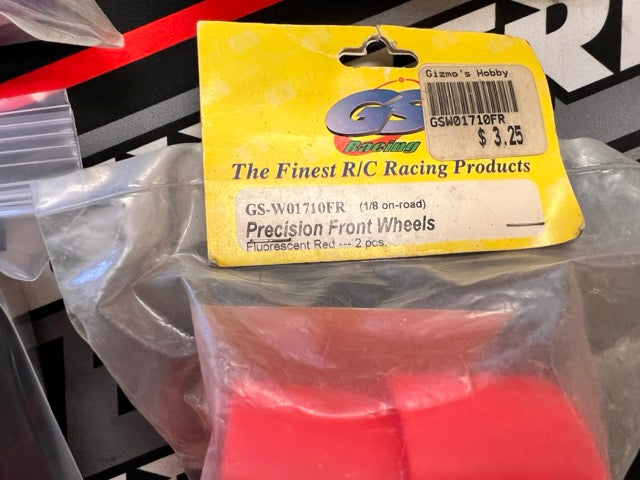 Gizmo's Hobby
GSW01710FR
$ 3.25
GS
Racing
The Finest R/C Racing Products
GS-W01710FR (1/8 on-road)
Precision Front Wheels
Fluorescent Red --- 2 pcs.